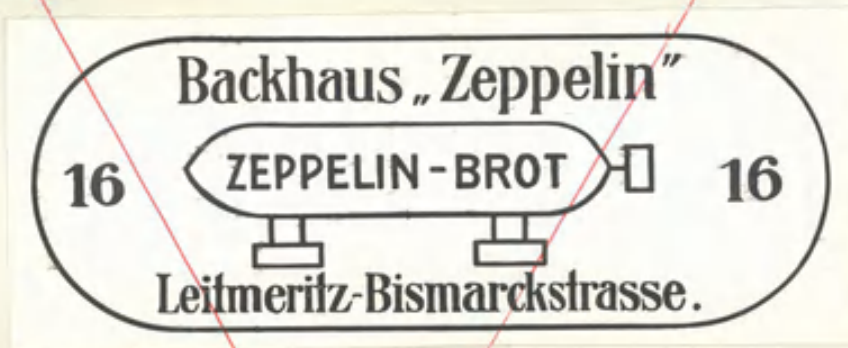 Backhaus „Zeppelin”
16 ZEPPELIN-BROT 16
Leitmeritz-Bismarckstrasse.